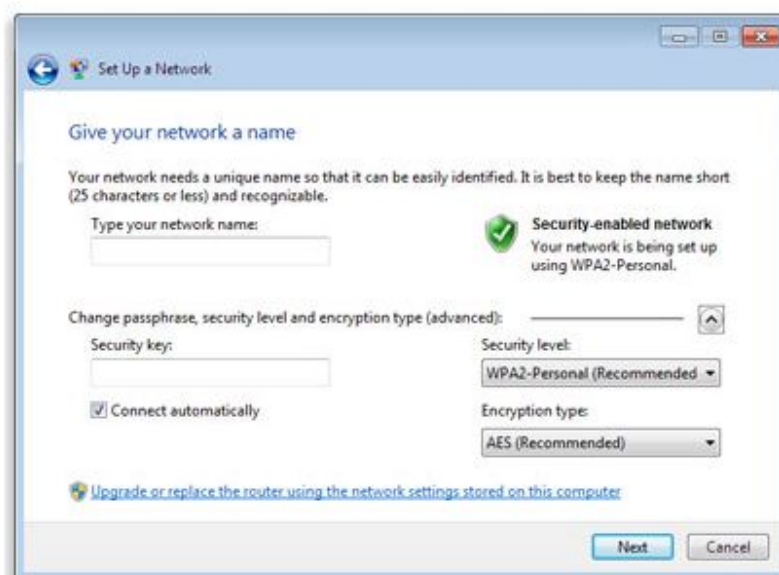 Set Up a Network
Give your network a name
Your network needs a unique name so that it can be easily identified. It is best to keep the name short
(25 characters or less) and recognizable.
Type your network name:
Security-enabled network
Your network is being set up
using WPA2-Personal.
Change passphrase, security level and encryption type (advanced):
Security key:
Security level:
WPA2-Personal (Recommended
Connect automatically
Encryption type:
AES (Recommended)
Upgrade or replace the router using the network settings stored on this computer
Next
Cancel